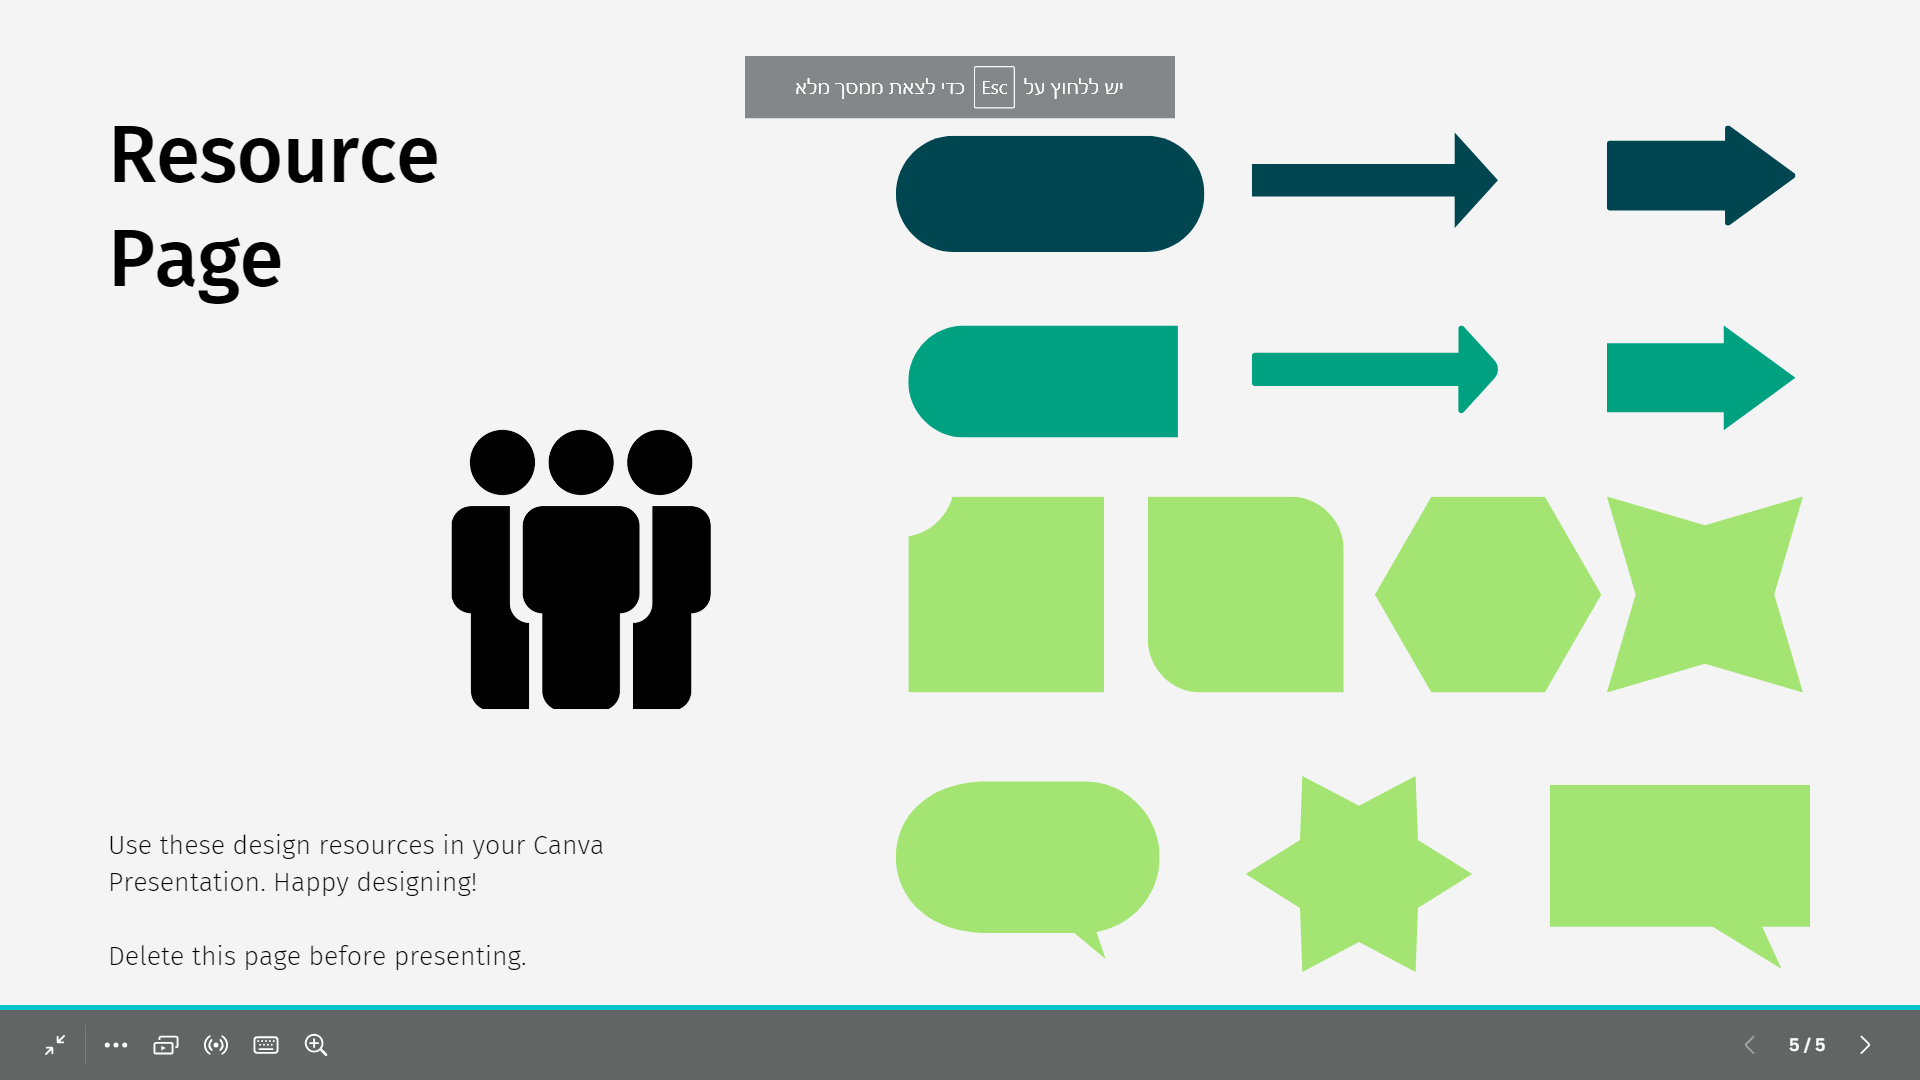 יש ללחוץ על Esc כדי לצאת ממסך מלא
Resource
Page
Use these design resources in your Canva
Presentation. Happy designing!
Delete this page before presenting.
5 / 5